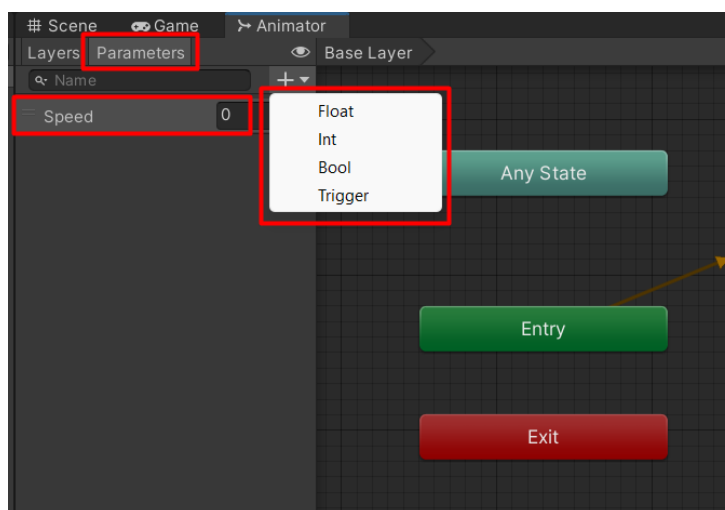 # Scene Game Animator
Layers Parameters Base Layer
Name
Speed 0
Float
Int
Bool
Trigger
Any State
Entry
Exit